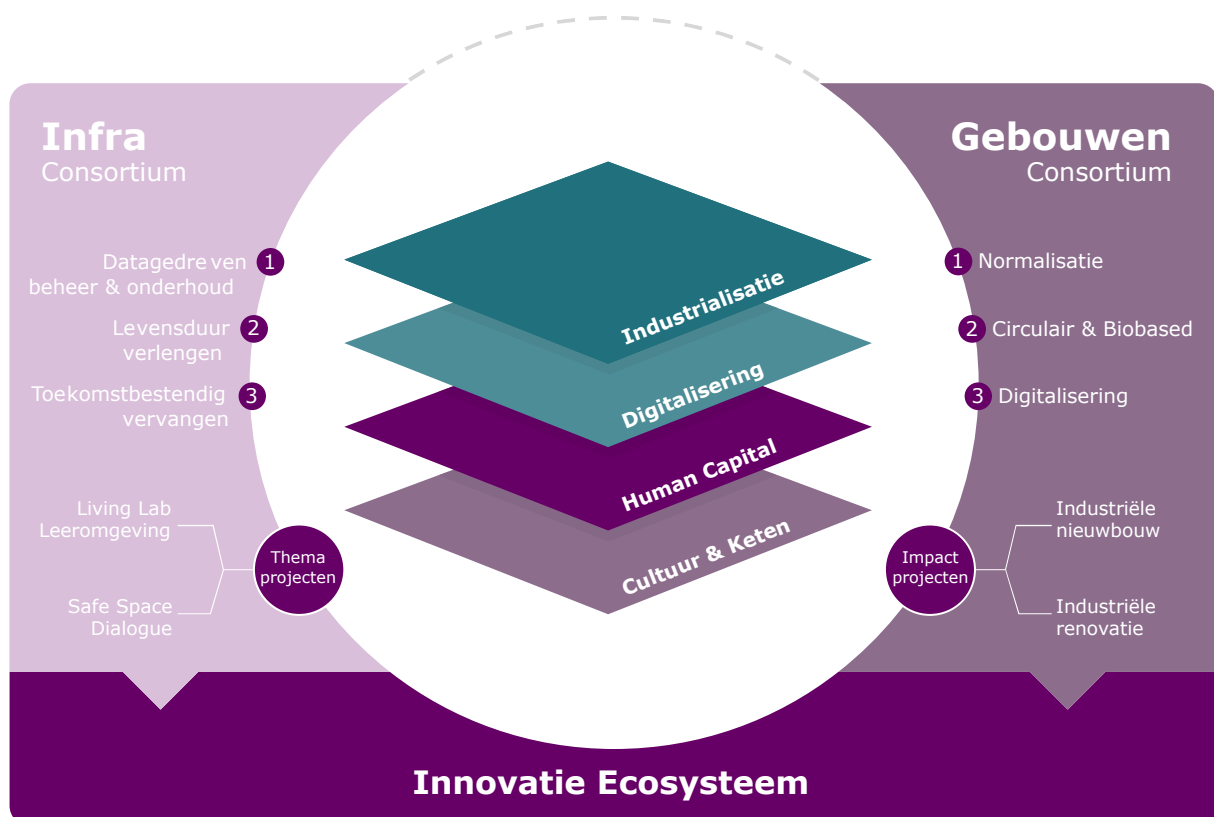 Infra
Consortium
1
Datagedreven
beheer & onderhoud
2
Levensduur
verlengen
3
Toekomstbestendig
vervangen
Living Lab
Leeromgeving
Safe Space
Dialogue
Thema
projecten
Industrialisatie
Digitalisering
Human Capital
Cultuur & Keten
Gebouwen
Consortium
1 Normalisatie
2 Circulair & Biobased
3 Digitalisering
Impact
projecten
Industriële
nieuwbouw
Industriële
renovatie
Innovatie Ecosysteem